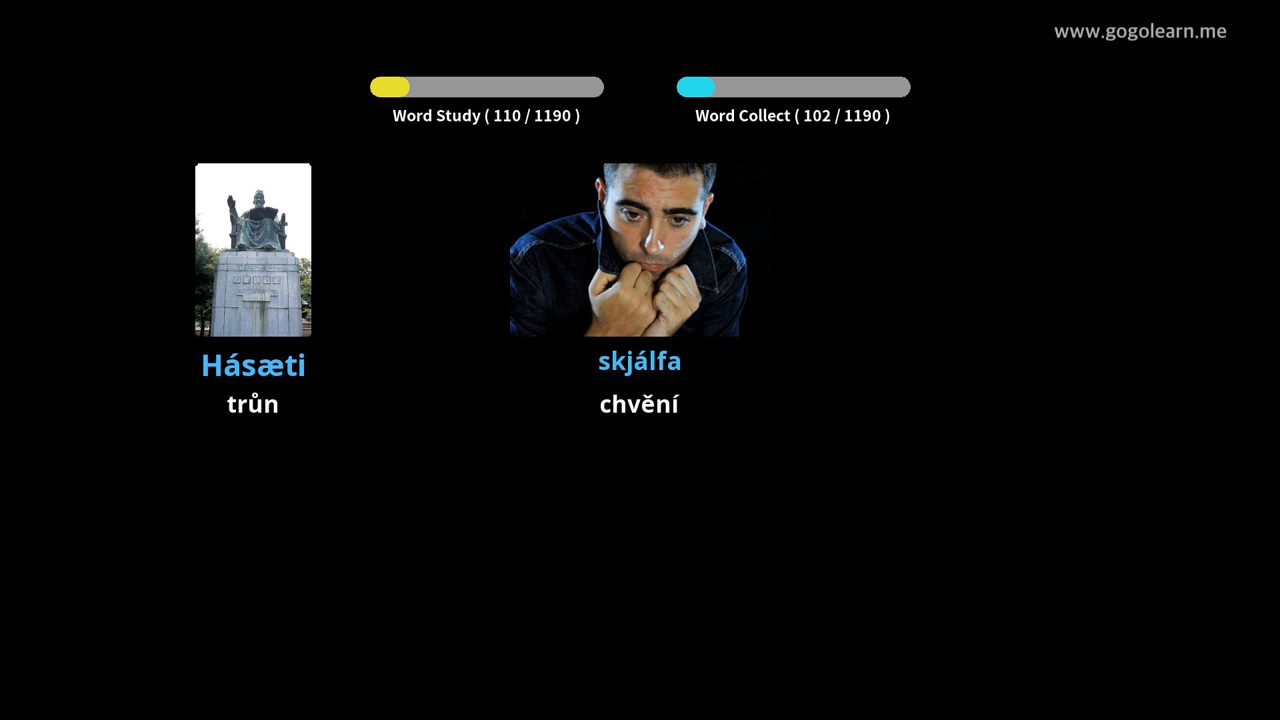 www.gogolearn.me
Word Study ( 110 / 1190 )
Word Collect ( 102 / 1190 )
Hásæti
trůn
skjálfa
chvění